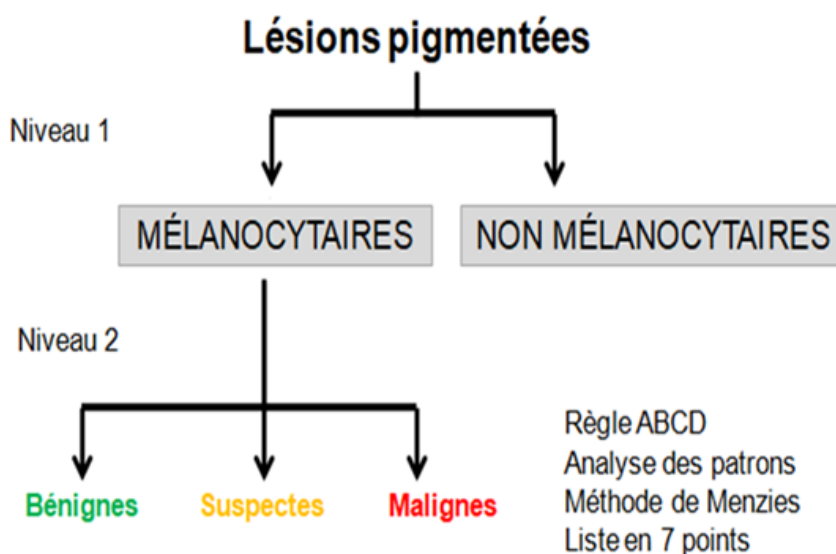 Lésions pigmentées
Niveau 1
MÉLANOCYTAIRES
NON MÉLANOCYTAIRES
Niveau 2
Bénignes
Suspectes
Malignes
Règle ABCD
Analyse des patrons
Méthode de Menzies
Liste en 7 points